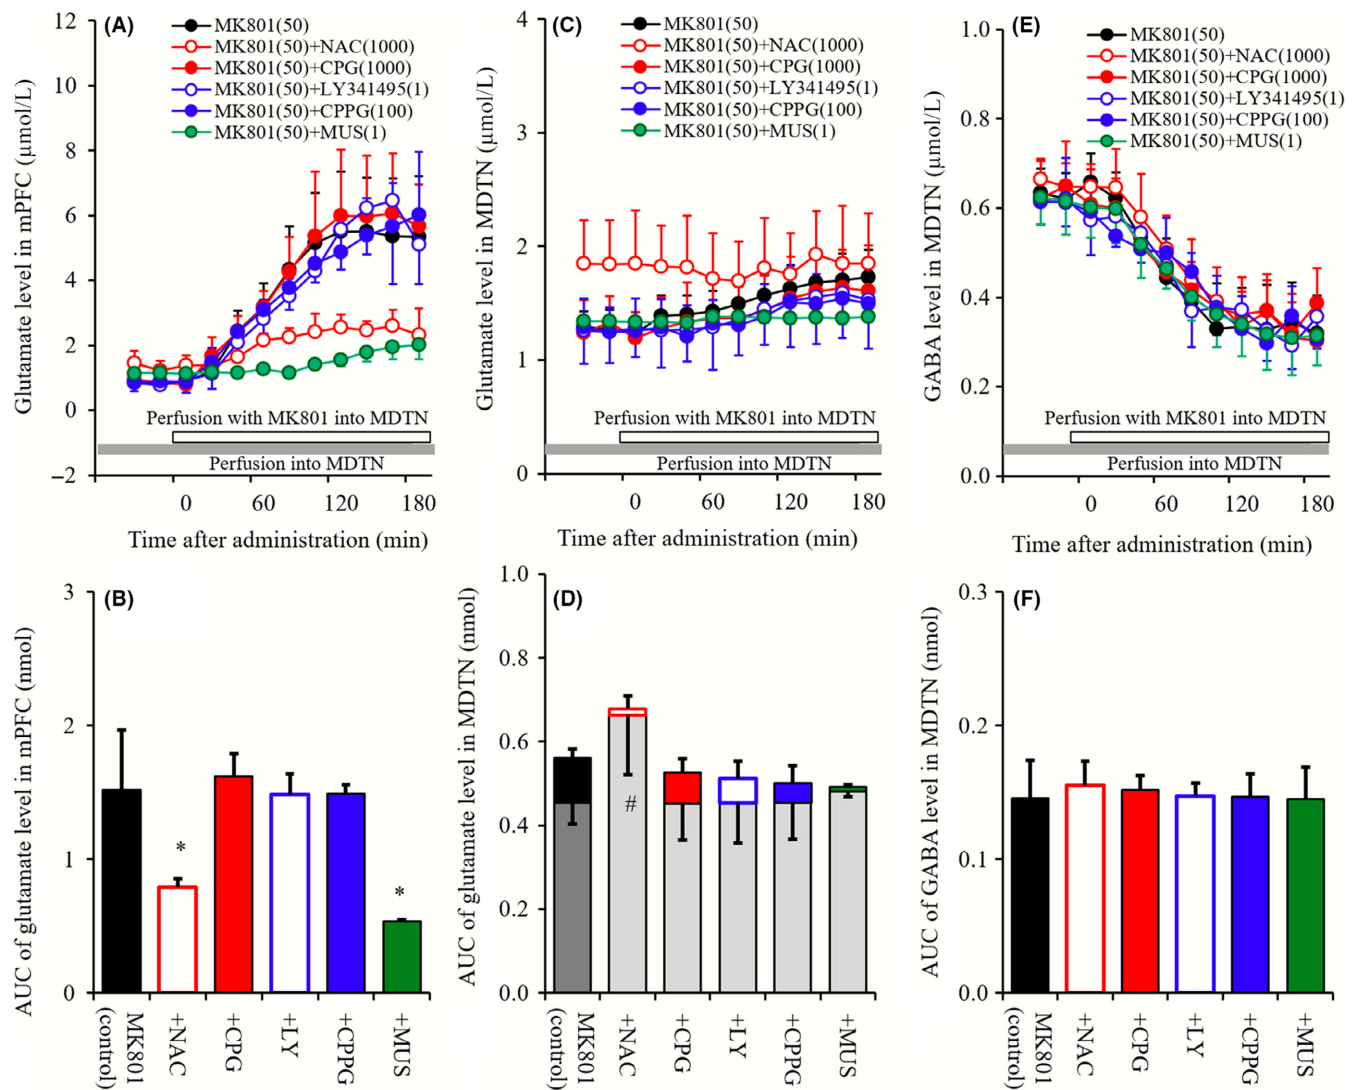 (A)
MK801(50)
MK801(50)+NAC(1000)
MK801(50)+CPG(1000)
MK801(50)+LY341495(1)
MK801(50)+CPPG(100)
MK801(50)+MUS(1)
Glutamate level in mPFC (μmol/L)
12
10
8
6
4
2
0
−2
Perfusion with MK801 into MDTN
Perfusion into MDTN
0 60 120 180
Time after administration (min)
(C)
MK801(50)
MK801(50)+NAC(1000)
MK801(50)+CPG(1000)
MK801(50)+LY341495(1)
MK801(50)+CPPG(100)
MK801(50)+MUS(1)
Glutamate level in MDTN (μmol/L)
4
3
2
1
0
Perfusion with MK801 into MDTN
Perfusion into MDTN
0 60 120 180
Time after administration (min)
(E)
MK801(50)
MK801(50)+NAC(1000)
MK801(50)+CPG(1000)
MK801(50)+LY341495(1)
MK801(50)+CPPG(100)
MK801(50)+MUS(1)
GABA level in MDTN (μmol/L)
1.0
0.8
0.6
0.4
0.2
0.0
Perfusion with MK801 into MDTN
Perfusion into MDTN
0 60 120 180
Time after administration (min)
(B)
AUC of glutamate level in mPFC (nmol)
3
2
1
0
*
*
MK801
(control)
+NAC
+CPG
+LY
+CPPG
+MUS
(D)
AUC of glutamate level in MDTN (nmol)
1.0
0.8
0.6
0.4
0.2
0.0
#
MK801
(control)
+NAC
+CPG
+LY
+CPPG
+MUS
(F)
AUC of GABA level in MDTN (nmol)
0.3
0.2
0.1
0.0
MK801
(control)
+NAC
+CPG
+LY
+CPPG
+MUS